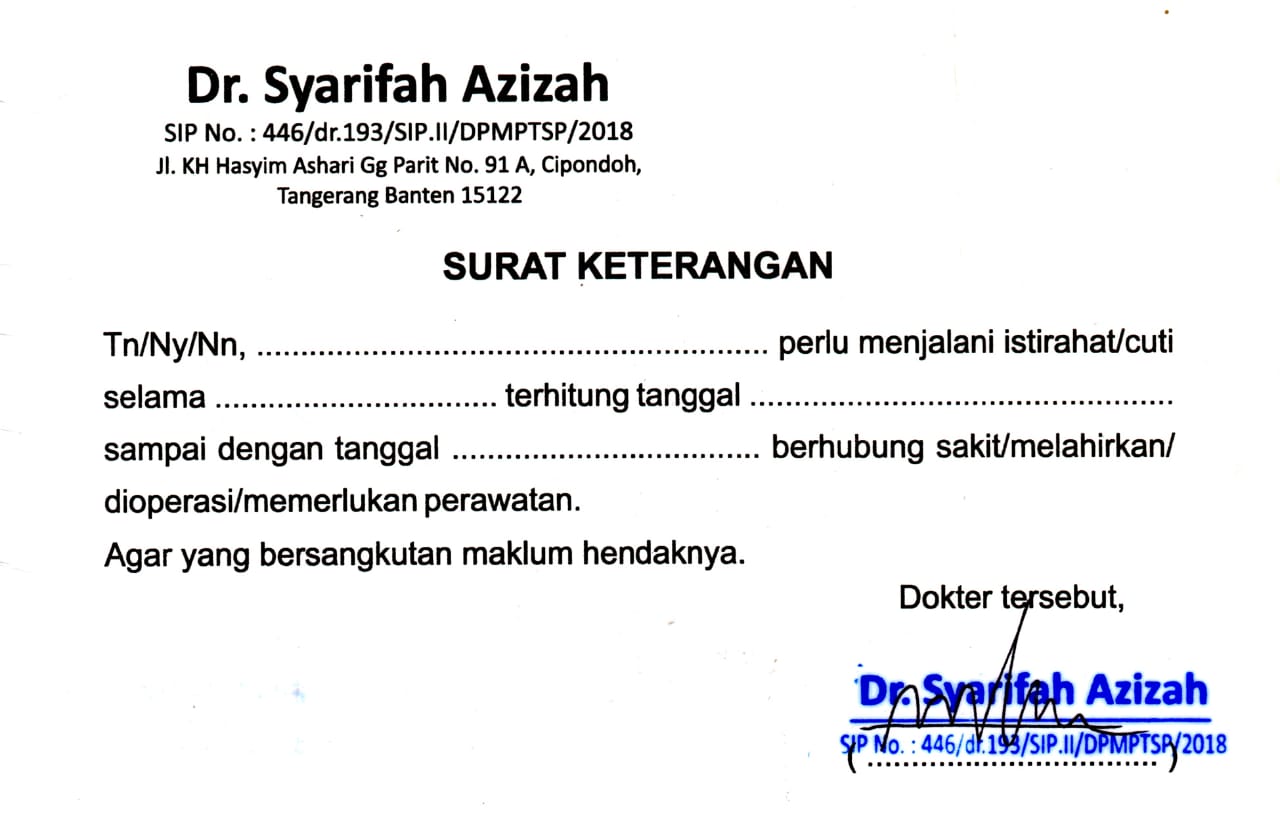 Dr. Syarifah Azizah
SIP No. : 446/dr.193/SIP.II/DPMPTSP/2018
Jl. KH Hasyim Ashari Gg Parit No. 91 A, Cipondoh,
Tangerang Banten 15122
SURAT KETERANGAN
Tn/Ny/Nn, .......................................................... perlu menjalani istirahat/cuti
selama ................................ terhitung tanggal ................................................
sampai dengan tanggal ................................... berhubung sakit/melahirkan/
dioperasi/memerlukan perawatan.
Agar yang bersangkutan maklum hendaknya.
Dokter tersebut,
Dr. Syarifah Azizah
SIP No. : 446/dr.193/SIP.II/DPMPTSP/2018
(.................................)